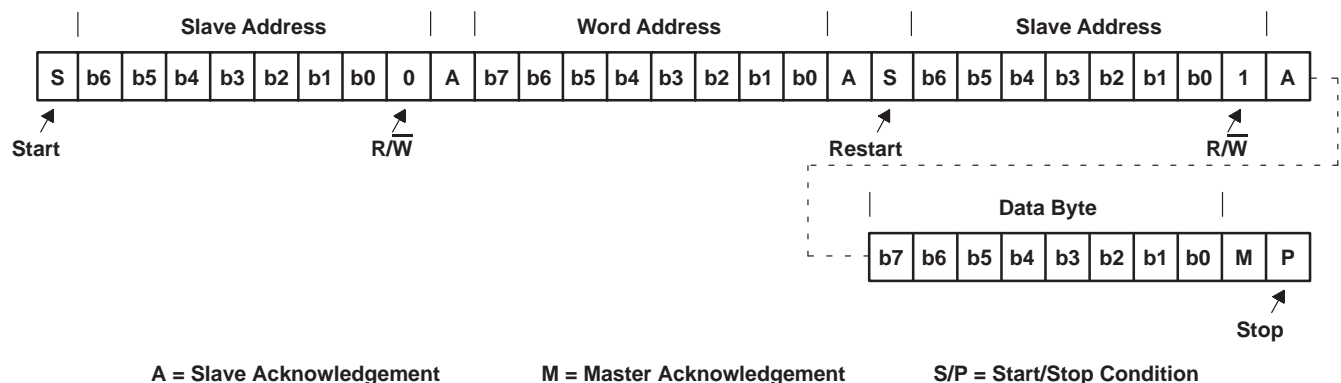 Slave Address Word Address Slave Address
S b6 b5 b4 b3 b2 b1 b0 0 A b7 b6 b5 b4 b3 b2 b1 b0 A S b6 b5 b4 b3 b2 b1 b0 1 A
Start R/W̅ Restart R/W̅
Data Byte
b7 b6 b5 b4 b3 b2 b1 b0 M P
Stop
A = Slave Acknowledgement M = Master Acknowledgement S/P = Start/Stop Condition